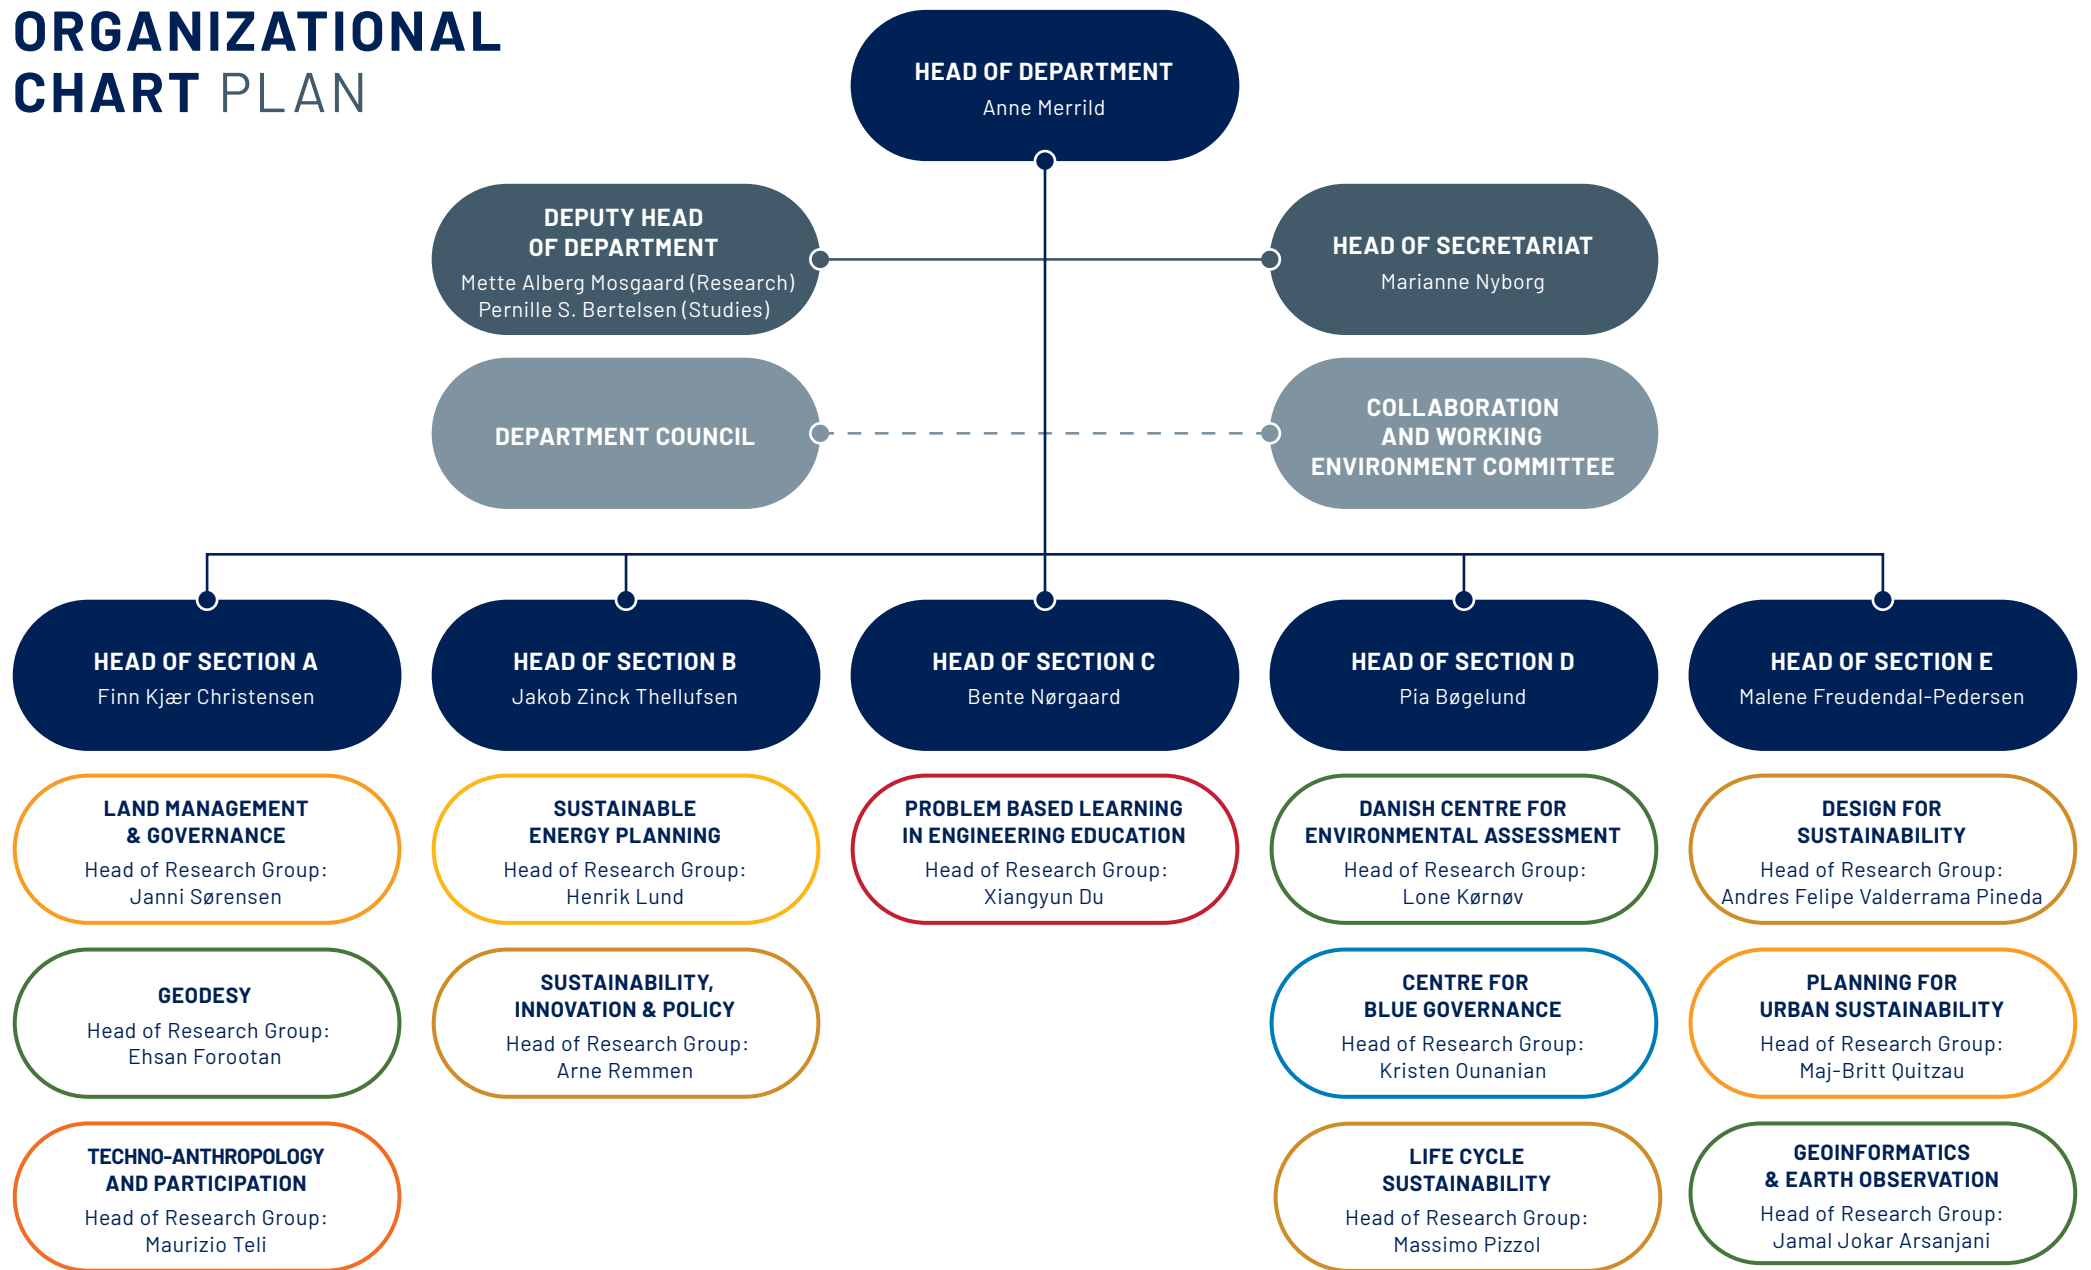 ORGANIZATIONAL
CHART PLAN
HEAD OF DEPARTMENT
Anne Merrild
DEPUTY HEAD
OF DEPARTMENT
Mette Alberg Mosgaard (Research)
Pernille S. Bertelsen (Studies)
HEAD OF SECRETARIAT
Marianne Nyborg
DEPARTMENT COUNCIL
COLLABORATION
AND WORKING
ENVIRONMENT COMMITTEE
HEAD OF SECTION A
Finn Kjær Christensen
HEAD OF SECTION B
Jakob Zinck Thellufsen
HEAD OF SECTION C
Bente Nørgaard
HEAD OF SECTION D
Pia Bøgelund
HEAD OF SECTION E
Malene Freudendal-Pedersen
LAND MANAGEMENT
& GOVERNANCE
Head of Research Group:
Janni Sørensen
SUSTAINABLE
ENERGY PLANNING
Head of Research Group:
Henrik Lund
PROBLEM BASED LEARNING
IN ENGINEERING EDUCATION
Head of Research Group:
Xiangyun Du
DANISH CENTRE FOR
ENVIRONMENTAL ASSESSMENT
Head of Research Group:
Lone Kørnøv
DESIGN FOR
SUSTAINABILITY
Head of Research Group:
Andres Felipe Valderrama Pineda
GEODESY
Head of Research Group:
Ehsan Forootan
SUSTAINABILITY,
INNOVATION & POLICY
Head of Research Group:
Arne Remmen
CENTRE FOR
BLUE GOVERNANCE
Head of Research Group:
Kristen Ounanian
PLANNING FOR
URBAN SUSTAINABILITY
Head of Research Group:
Maj-Britt Quitzau
TECHNO-ANTHROPOLOGY
AND PARTICIPATION
Head of Research Group:
Maurizio Teli
LIFE CYCLE
SUSTAINABILITY
Head of Research Group:
Massimo Pizzol
GEOINFORMATICS
& EARTH OBSERVATION
Head of Research Group:
Jamal Jokar Arsanjani